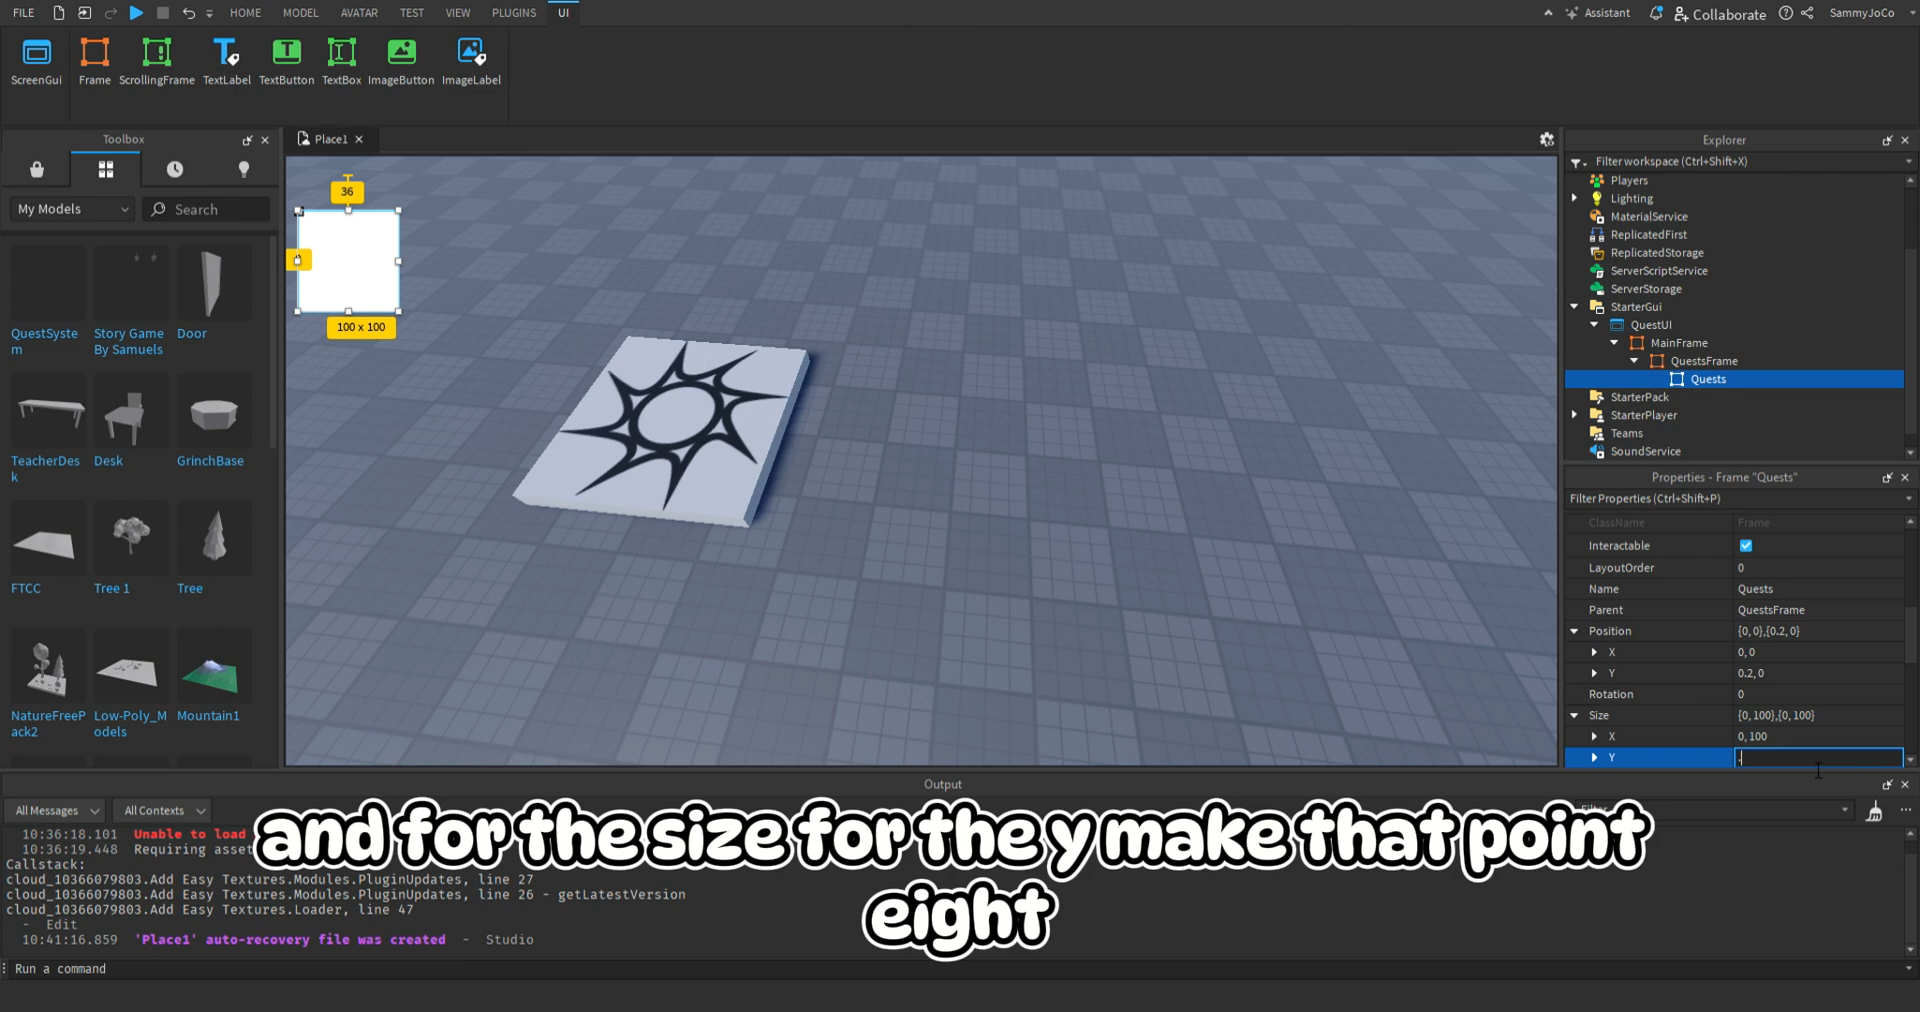 FILE HOME MODEL AVATAR TEST VIEW PLUGINS UI Assistant Collaborate SammyJoCo
ScreenGui Frame ScrollingFrame TextLabel TextButton TextBox ImageButton ImageLabel
Toolbox
Place1
Explorer
Filter workspace (Ctrl+Shift+X)
My Models
Search
Players
Lighting
MaterialService
ReplicatedFirst
ReplicatedStorage
ServerScriptService
ServerStorage
StarterGui
QuestUI
MainFrame
QuestsFrame
Quests
StarterPack
StarterPlayer
Teams
SoundService
36
100 x 100
QuestSyste
m
Story Game
By Samuels
Door
TeacherDes
k
Desk
GrinchBase
FTCC
Tree 1
Tree
NatureFreeP
ack2
Low-Poly_M
odels
Mountain1
Properties - Frame "Quests"
Filter Properties (Ctrl+Shift+P)
ClassName Frame
Interactable
LayoutOrder 0
Name Quests
Parent QuestsFrame
Position {0, 0},{0.2, 0}
X 0, 0
Y 0.2, 0
Rotation 0
Size {0, 100},{0, 100}
X 0, 100
Y .
Output
All Messages All Contexts
10:36:18.101 Unable to load
10:36:19.448 Requiring asset
Callstack:
cloud_10366079803.Add Easy Textures.Modules.PluginUpdates, line 27
cloud_10366079803.Add Easy Textures.Modules.PluginUpdates, line 26 - getLatestVersion
cloud_10366079803.Add Easy Textures.Loader, line 47
- Edit
10:41:16.859 'Place1' auto-recovery file was created - Studio
and for the size for the y make that point
eight
Run a command